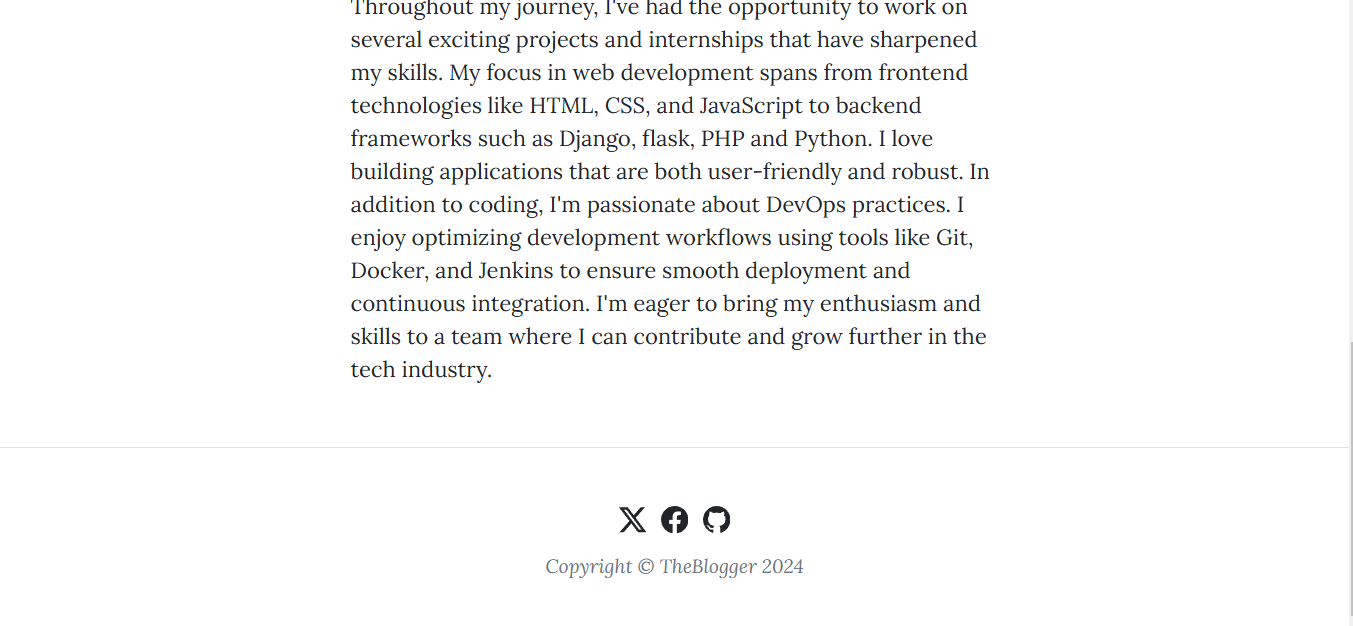 Throughout my journey, I've had the opportunity to work on
several exciting projects and internships that have sharpened
my skills. My focus in web development spans from frontend
technologies like HTML, CSS, and JavaScript to backend
frameworks such as Django, flask, PHP and Python. I love
building applications that are both user-friendly and robust. In
addition to coding, I'm passionate about DevOps practices. I
enjoy optimizing development workflows using tools like Git,
Docker, and Jenkins to ensure smooth deployment and
continuous integration. I'm eager to bring my enthusiasm and
skills to a team where I can contribute and grow further in the
tech industry.
Copyright © TheBlogger 2024